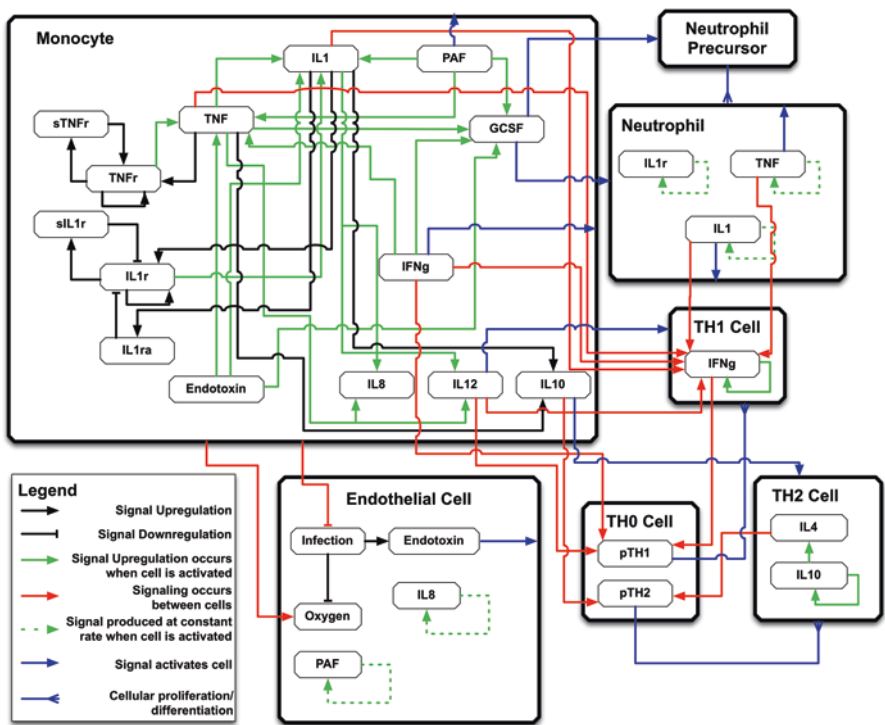 Monocyte
IL1
PAF
Neutrophil
Precursor
sTNFr
TNF
GCSF
Neutrophil
TNFr
IL1r
TNF
sIL1r
IL1
IL1r
IFNg
IL1ra
TH1 Cell
IFNg
Endotoxin
IL8
IL12
IL10
Legend
Signal Upregulation
Signal Downregulation
Signal Upregulation occurs
when cell is activated
Signaling occurs
between cells
Signal produced at constant
rate when cell is activated
Signal activates cell
Cellular proliferation/
differentiation
Endothelial Cell
Infection
Endotoxin
IL8
Oxygen
PAF
TH0 Cell
pTH1
pTH2
TH2 Cell
IL4
IL10